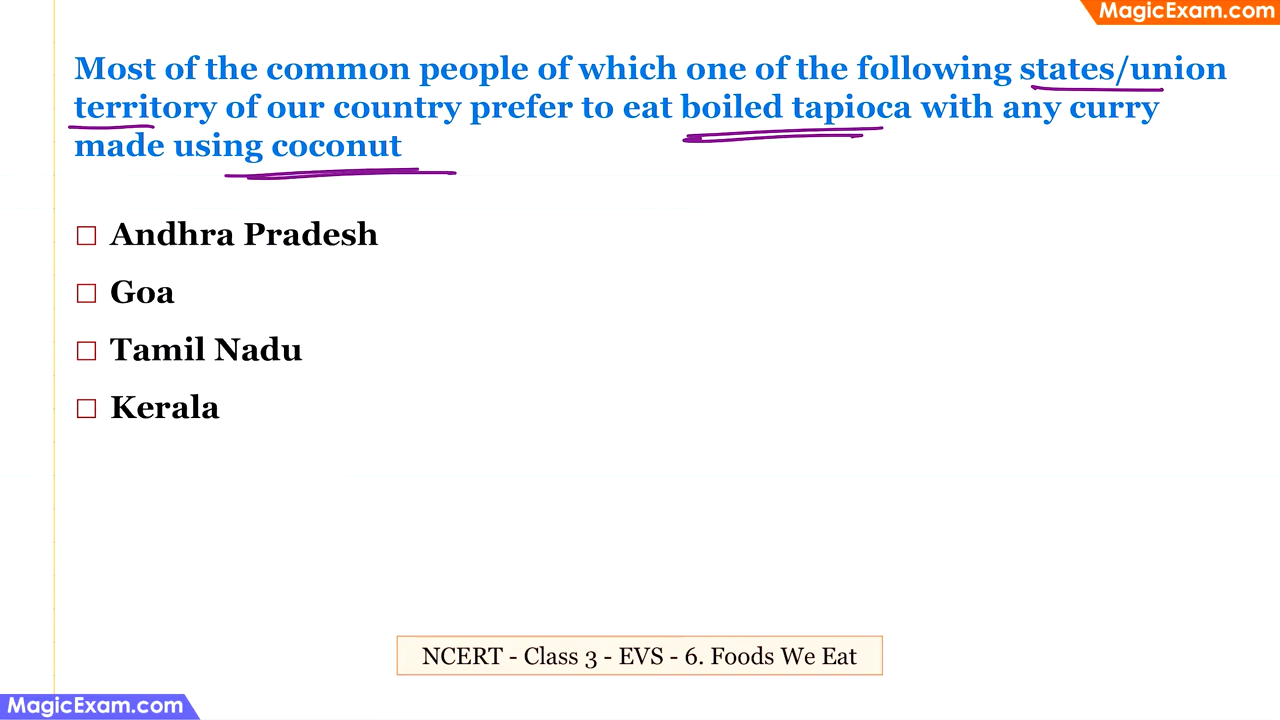 MagicExam.com
Most of the common people of which one of the following states/union
territory of our country prefer to eat boiled tapioca with any curry
made using coconut
Andhra Pradesh
Goa
Tamil Nadu
Kerala
NCERT - Class 3 - EVS - 6. Foods We Eat
MagicExam.com